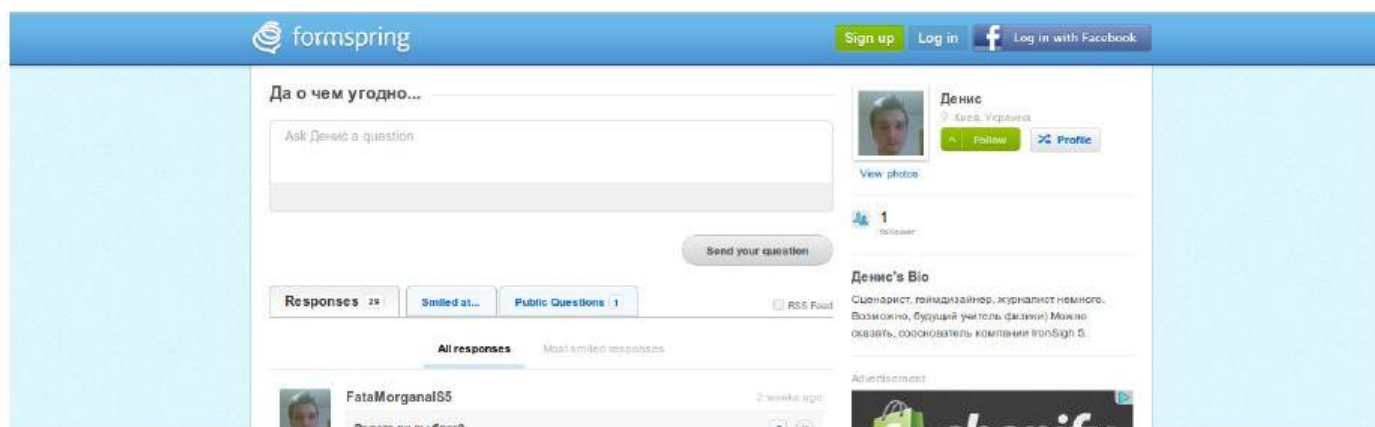 formspring
Sign up Log in f Log in with Facebook
Да о чем угодно...
Ask Денис a question
Send your question
Responses 29 Smiled at... Public Questions 1 RSS Feed
All responses Most smiled responses
FataMorganaIS5 2 weeks ago
Денис
Киев, Украина
Follow Profile
View photos
1
follower
Денис's Bio
Сценарист, геймдизайнер, журналист немного.
Возможно, будущий учитель физики) Можно
сказать, сооснователь компании IronSigh 5.
Advertisement
shopify